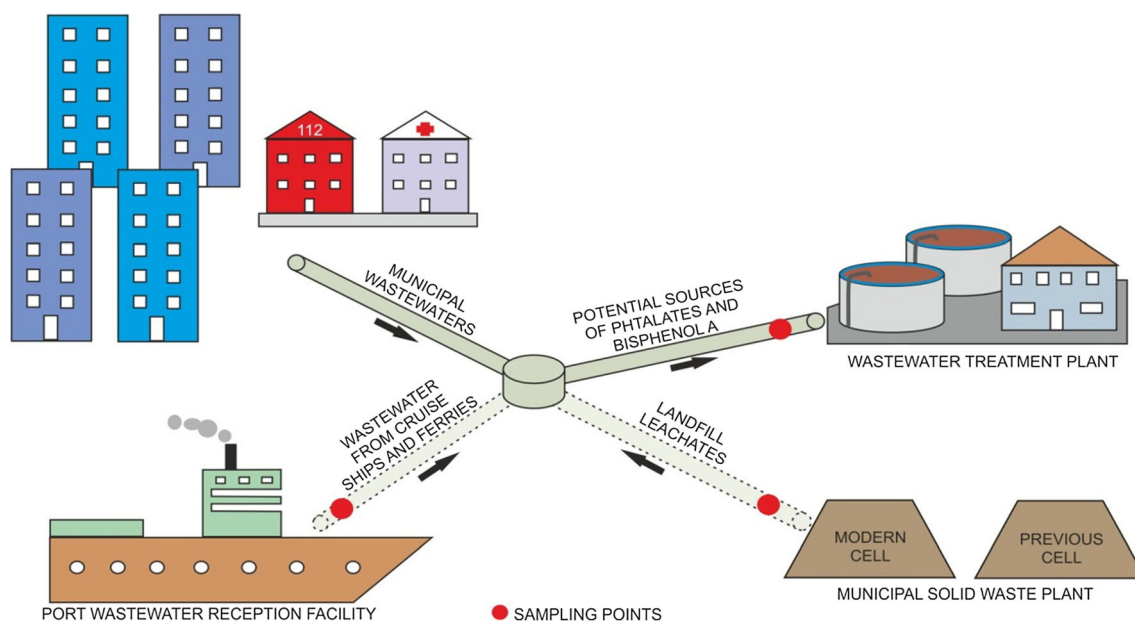 112
MUNICIPAL
WASTEWATERS
POTENTIAL SOURCES
OF PHTALATES AND
BISPHENOL A
WASTEWATER TREATMENT PLANT
WASTEWATER
FROM CRUISE
SHIPS AND FERRIES
LANDFILL
LEACHATES
MODERN
CELL
PREVIOUS
CELL
MUNICIPAL SOLID WASTE PLANT
PORT WASTEWATER RECEPTION FACILITY
SAMPLING POINTS